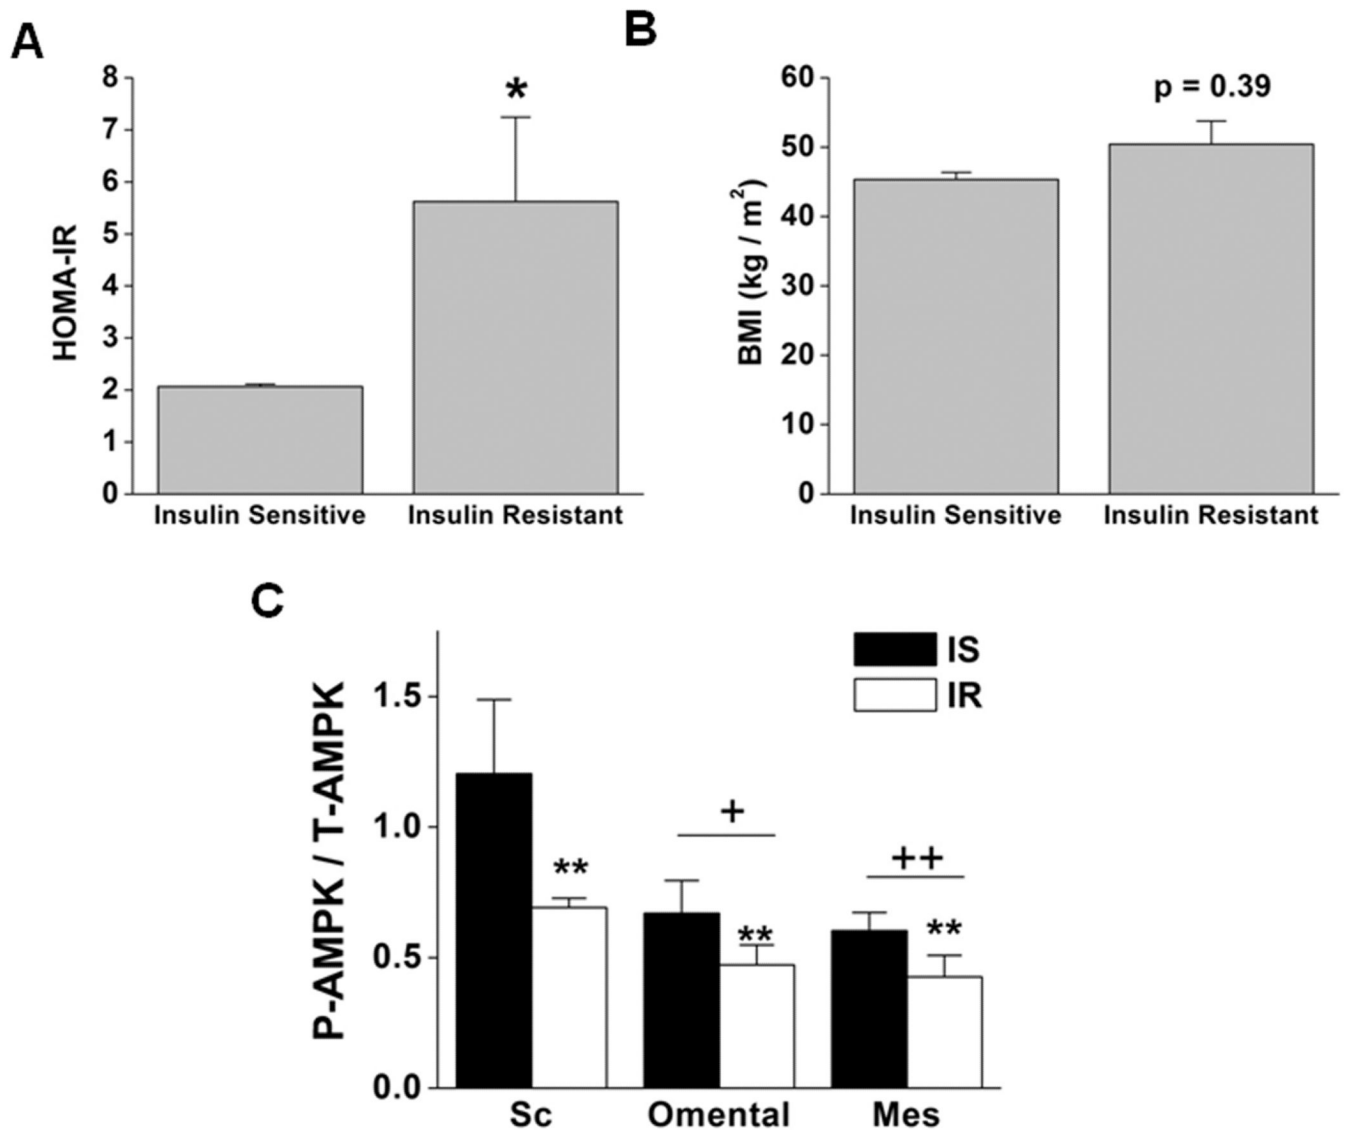 A
HOMA-IR
8
7
6
5
4
3
2
1
0
*
Insulin Sensitive
Insulin Resistant
B
BMI (kg / m²)
60
50
40
30
20
10
0
p = 0.39
Insulin Sensitive
Insulin Resistant
C
P-AMPK / T-AMPK
1.5
1.0
0.5
0.0
IS
IR
**
+
**
++
**
Sc
Omental
Mes